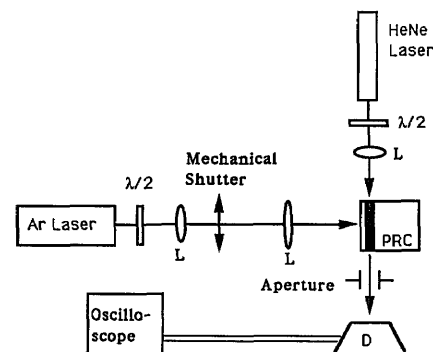 HeNe
Laser
λ/2
L
Mechanical
Shutter
λ/2
Ar Laser
L
L
PRC
Aperture
Oscillo-
scope
D